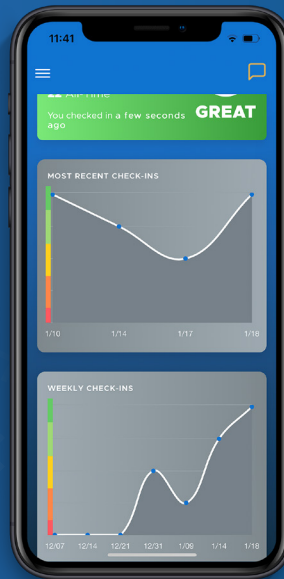 11:41
All-Time
You checked in a few seconds
ago
GREAT
MOST RECENT CHECK-INS
1/10 1/14 1/17 1/18
WEEKLY CHECK-INS
12/07 12/14 12/21 12/31 1/09 1/14 1/18